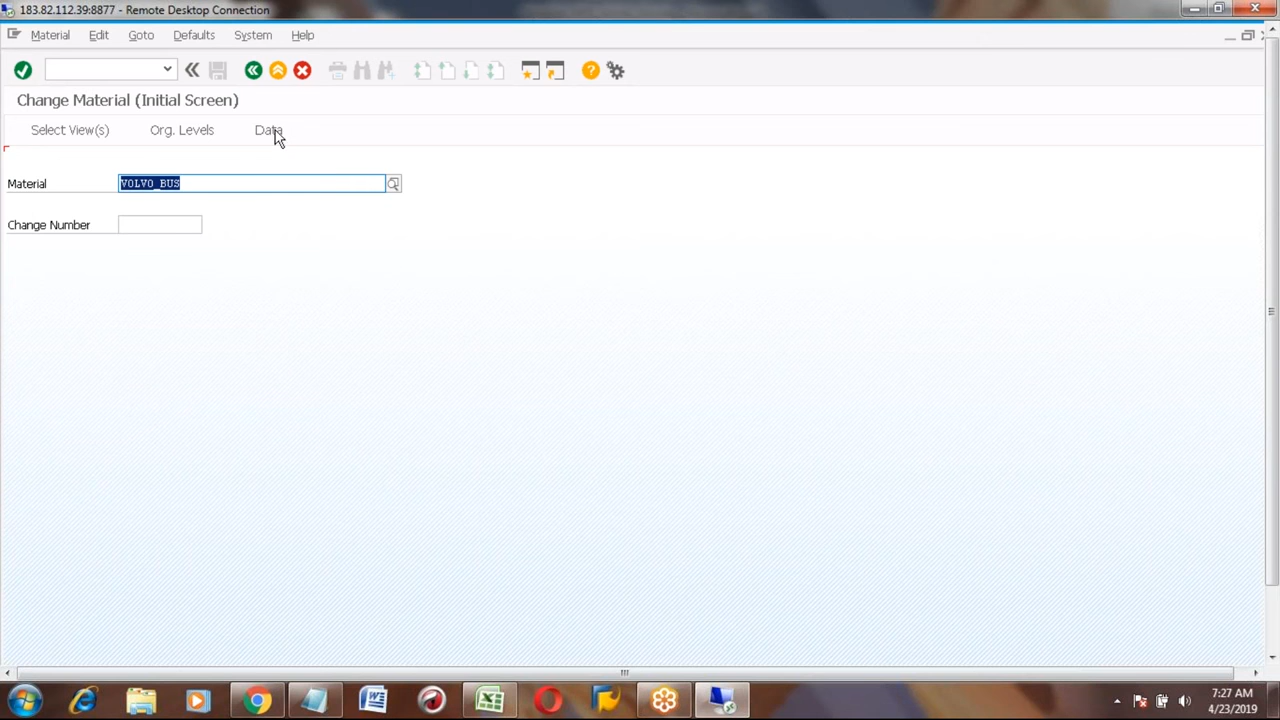 183.82.112.39:8877 - Remote Desktop Connection
Material Edit Goto Defaults System Help
Change Material (Initial Screen)
Select View(s) Org. Levels Data
Material VOLVO_BUS
Change Number
7:27 AM
4/23/2019